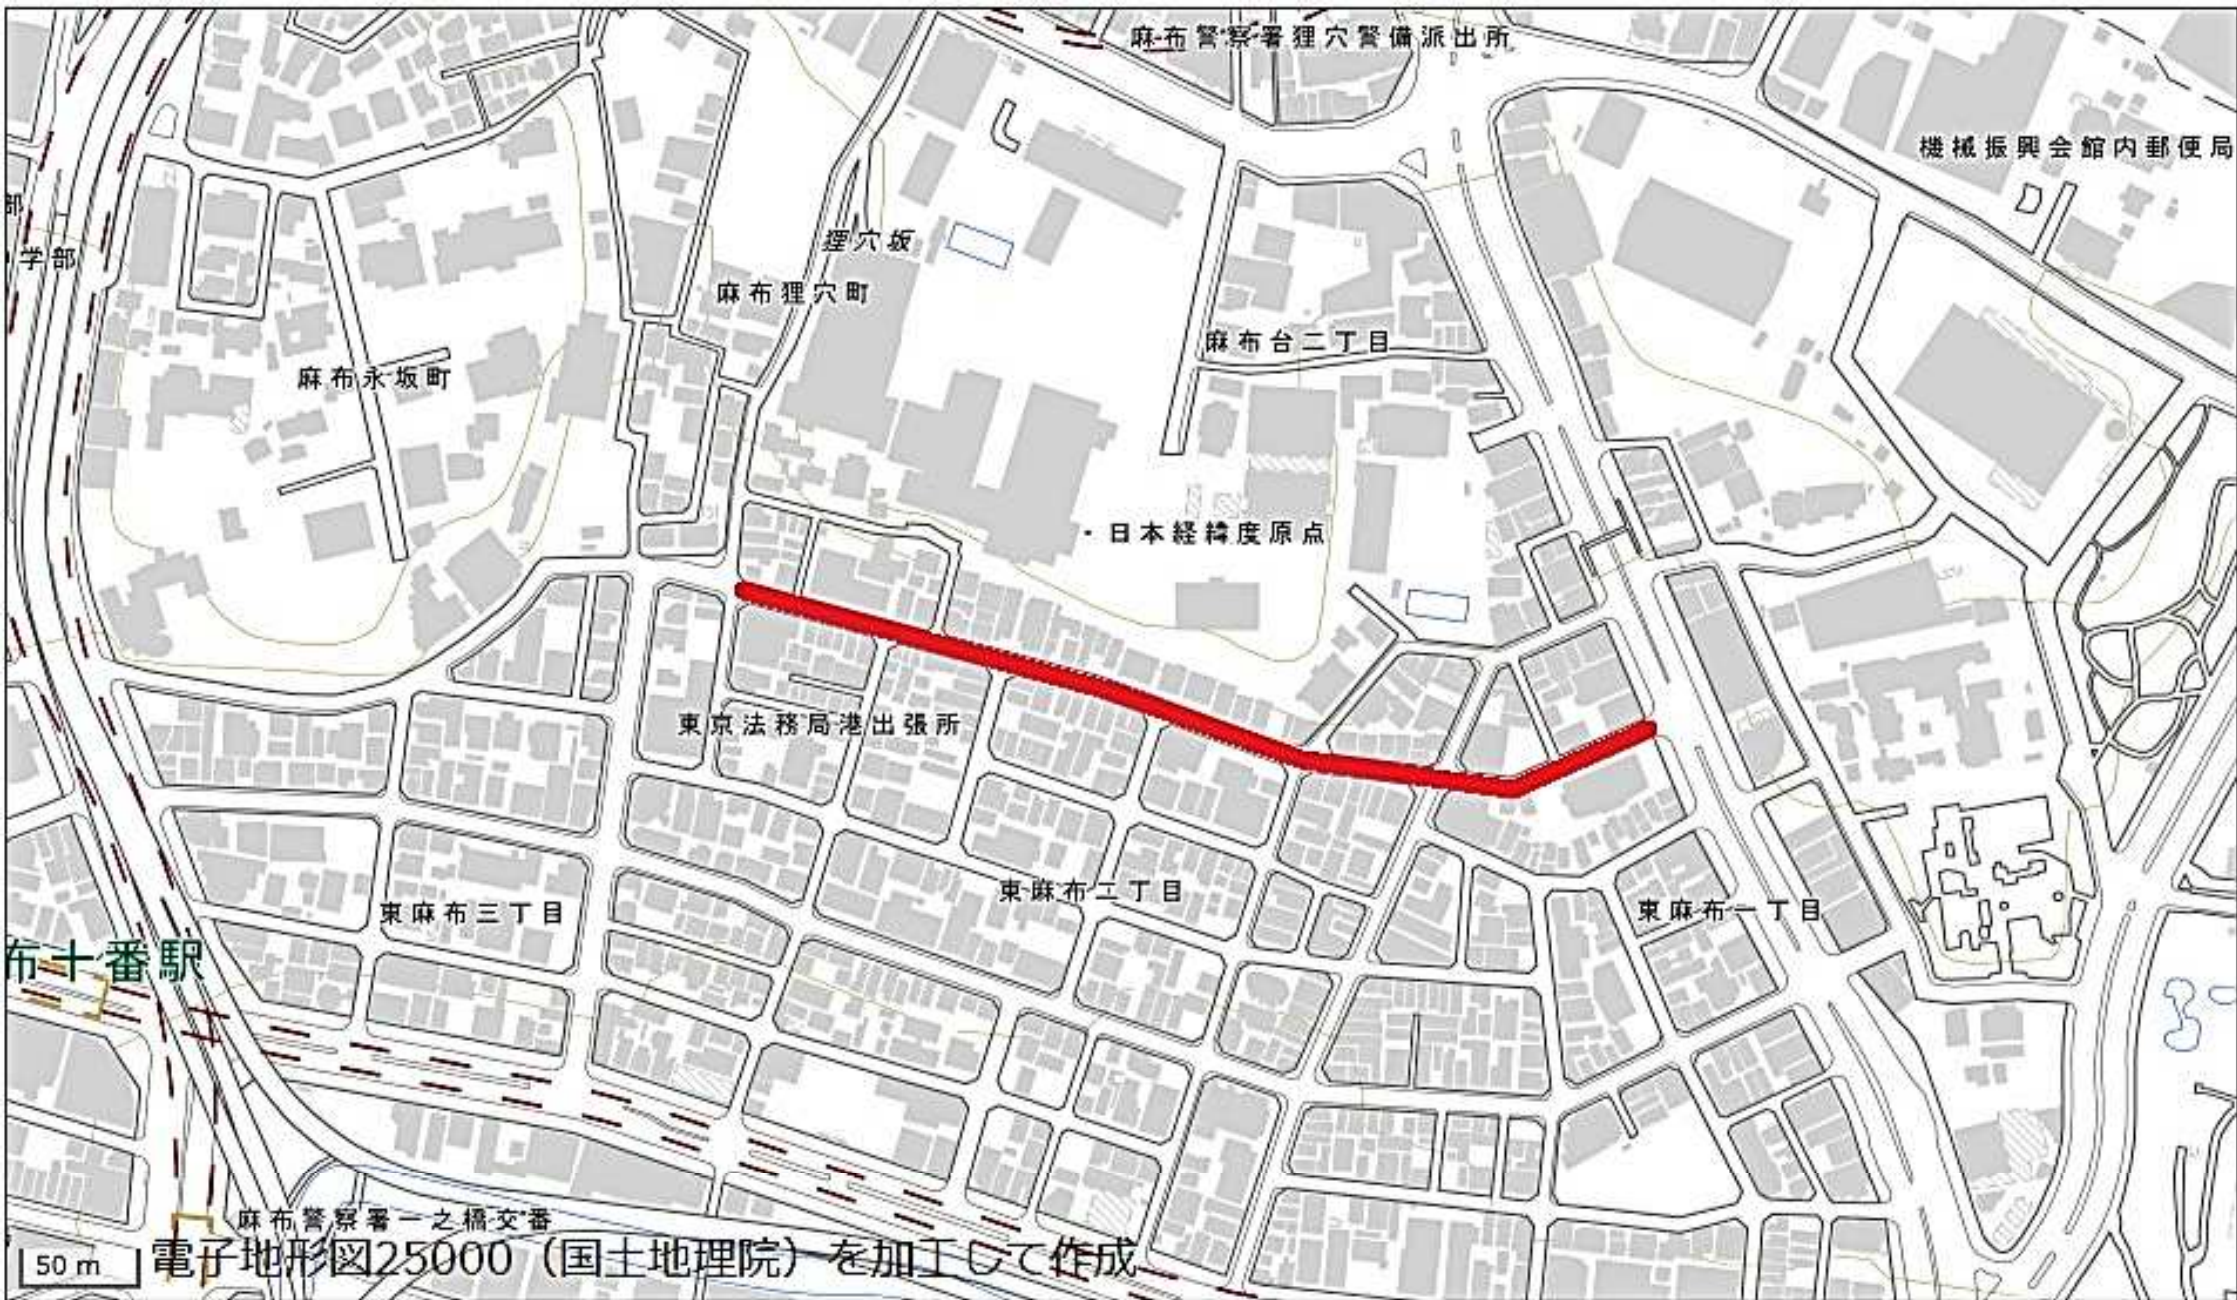 麻布警察署狸穴警備派出所
機械振興会館内郵便局
部
学部
狸穴坂
麻布狸穴町
麻布台二丁目
麻布永坂町
・日本経緯度原点
東京法務局港出張所
東麻布二丁目
東麻布三丁目
東麻布一丁目
布十番駅
麻布警察署一之橋交番
50 m
電子地形図25000（国土地理院）を加工して作成